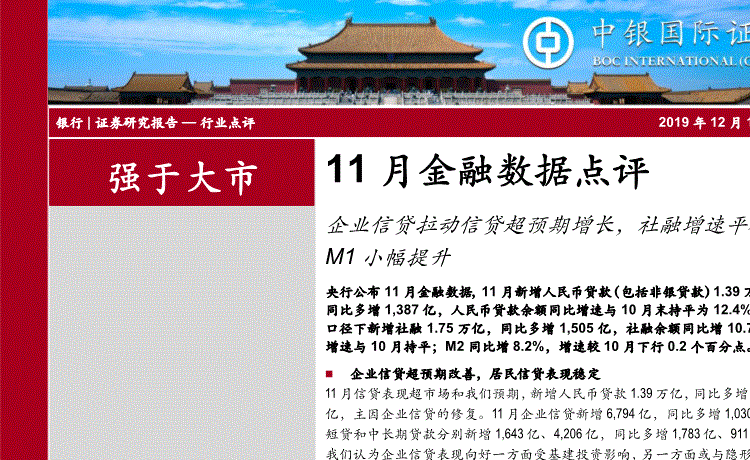 中银国际证
BOC INTERNATIONAL (C
银行 | 证券研究报告 — 行业点评
2019 年 12 月 1
强于大市
11 月金融数据点评
企业信贷拉动信贷超预期增长，社融增速平
M1 小幅提升
央行公布 11 月金融数据, 11 月新增人民币贷款（包括非银贷款）1.39 万
同比多增 1,387 亿，人民币贷款余额同比增速与 10 月末持平为 12.4%
口径下新增社融 1.75 万亿，同比多增 1,505 亿，社融余额同比增 10.7
增速与 10 月持平；M2 同比增 8.2%，增速较 10 月下行 0.2 个百分点。
■ 企业信贷超预期改善，居民信贷表现稳定
11 月信贷表现超市场和我们预期，新增人民币贷款 1.39 万亿，同比多增
亿，主因企业信贷的修复。11 月企业信贷新增 6,794 亿，同比多增 1,030
短贷和中长期贷款分别新增 1,643 亿、4,206 亿，同比多增 1,783 亿、911
我们认为企业信贷表现向好一方面受基建投资影响，另一方面或与隐形